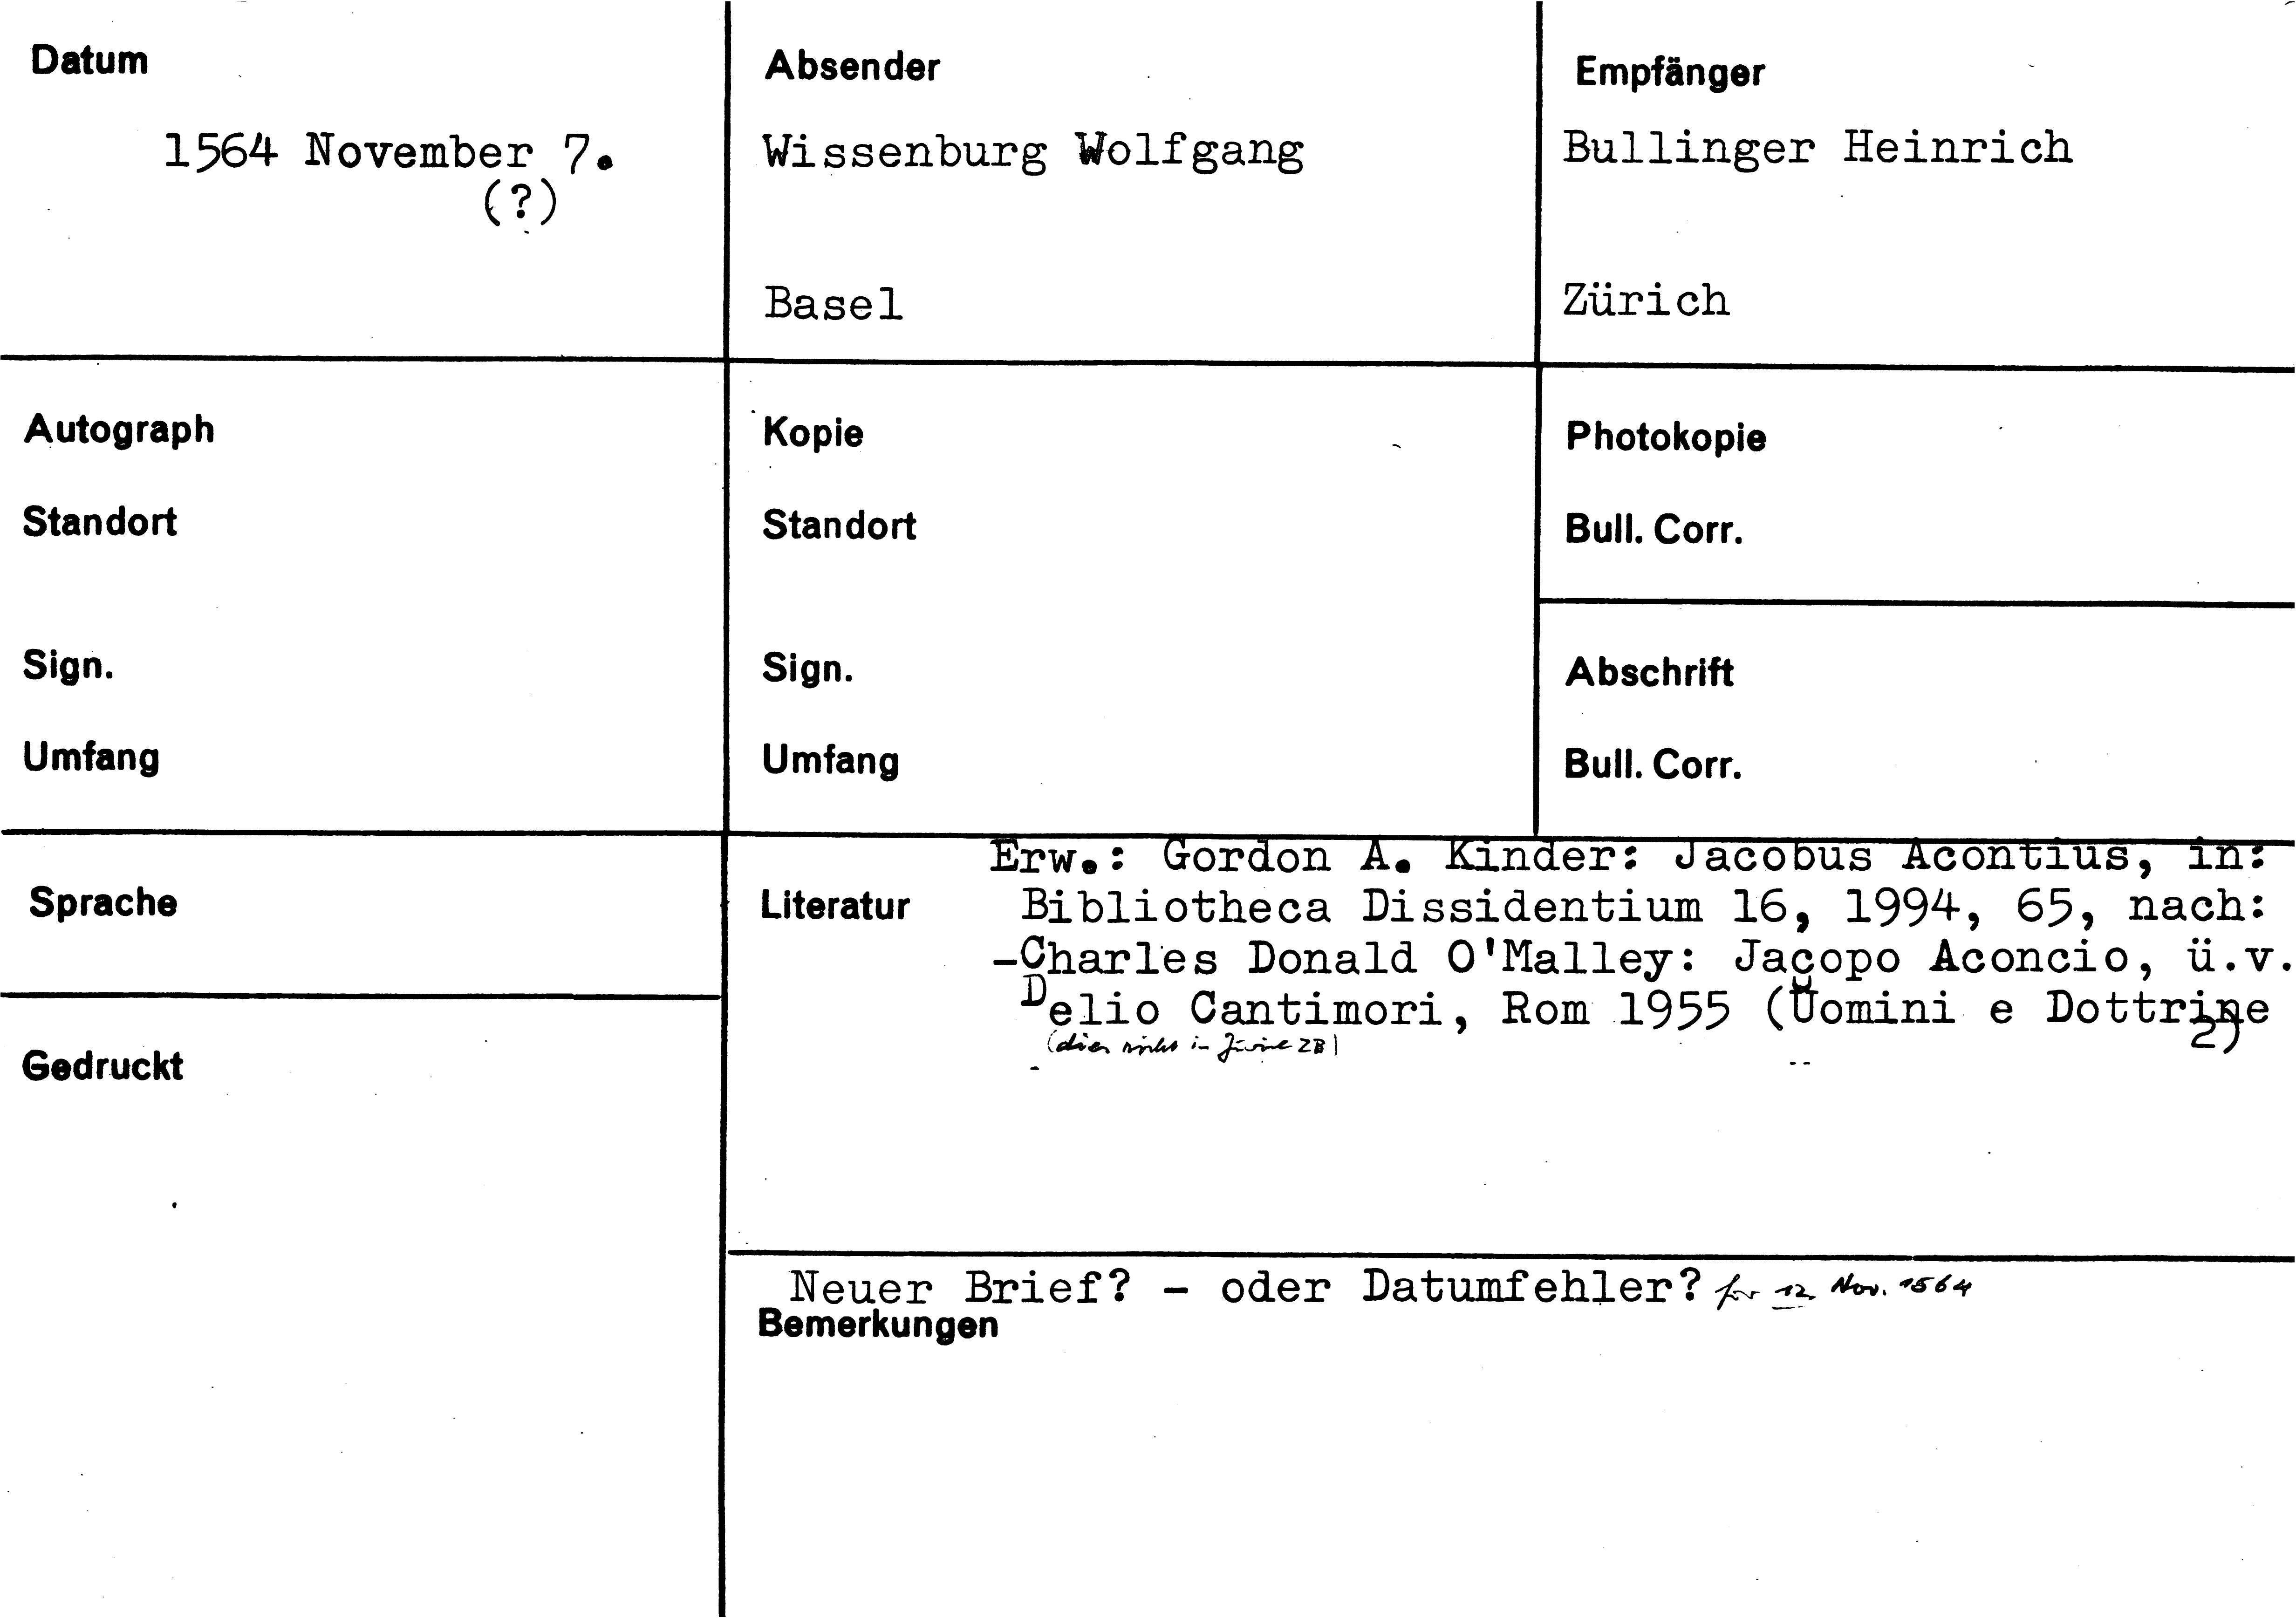 Datum
1564 November 7.
(?)
Absender
Wissenburg Wolfgang
Basel
Empfänger
Bullinger Heinrich
Zürich
Autograph
Standort
Sign.
Umfang
Kopie
Standort
Sign.
Umfang
Photokopie
Bull. Corr.
Abschrift
Bull. Corr.
Sprache
Gedruckt
Literatur
Erw.: Gordon A. Kinder: Jacobus Acontius, in:
Bibliotheca Dissidentium 16, 1994, 65, nach:
-Charles Donald O'Malley: Jacopo Aconcio, ü.v.
Delio Cantimori, Rom 1955 (Uomini e Dottrine
2)
(dies nicht in ZB)
Neuer Brief? - oder Datumfehler? für 12. Nov. 1564
Bemerkungen